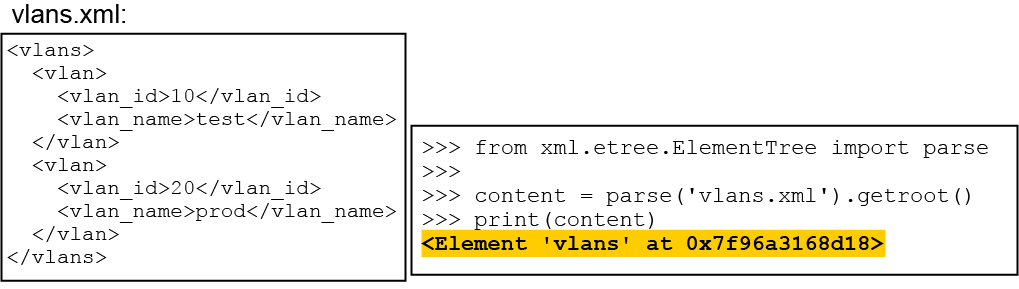 vlans.xml:
<vlans>
  <vlan>
    <vlan_id>10</vlan_id>
    <vlan_name>test</vlan_name>
  </vlan>
  <vlan>
    <vlan_id>20</vlan_id>
    <vlan_name>prod</vlan_name>
  </vlan>
</vlans>
>>> from xml.etree.ElementTree import parse
>>>
>>> content = parse('vlans.xml').getroot()
>>> print(content)
<Element 'vlans' at 0x7f96a3168d18>